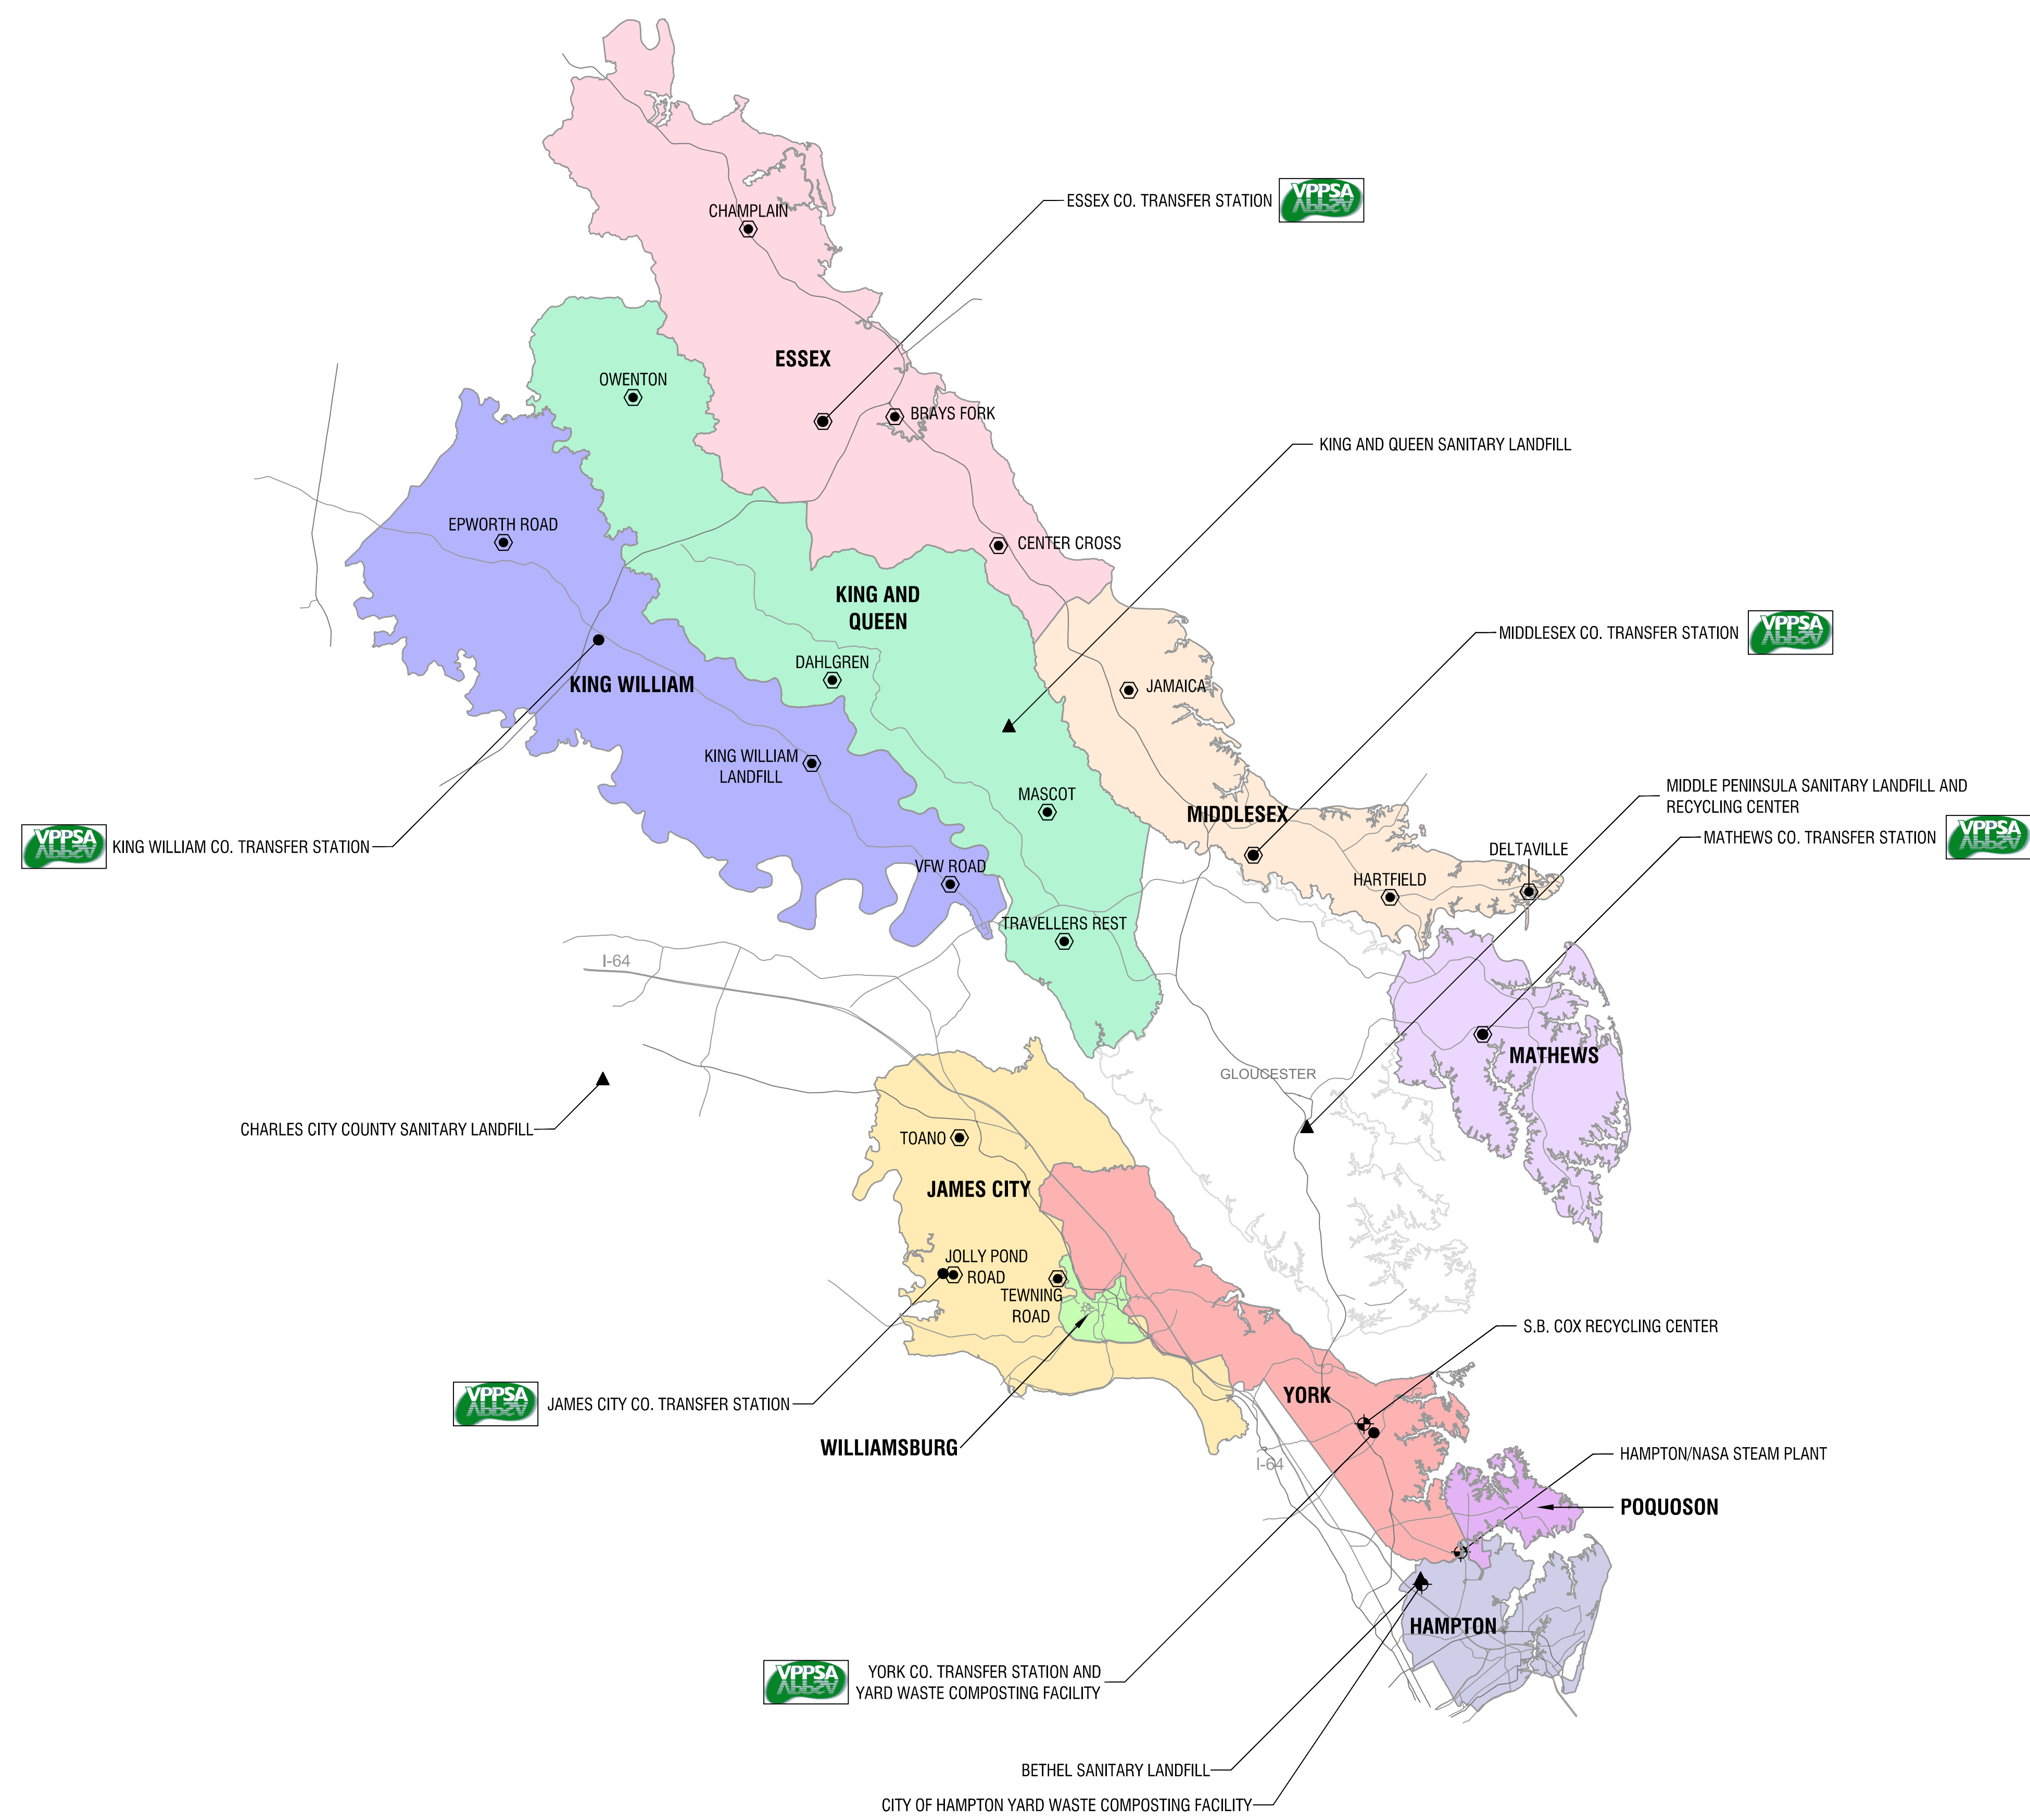 CHAMPLAIN
ESSEX CO. TRANSFER STATION
VPPSA
ESSEX
OWENTON
BRAYS FORK
KING AND QUEEN SANITARY LANDFILL
EPWORTH ROAD
CENTER CROSS
KING AND
QUEEN
MIDDLESEX CO. TRANSFER STATION
VPPSA
DAHLGREN
KING WILLIAM
JAMAICA
KING WILLIAM
LANDFILL
MIDDLE PENINSULA SANITARY LANDFILL AND
RECYCLING CENTER
MASCOT
MIDDLESEX
MATHEWS CO. TRANSFER STATION
VPPSA
VPPSA
KING WILLIAM CO. TRANSFER STATION
DELTAVILLE
VFW ROAD
HARTFIELD
TRAVELLERS REST
I-64
MATHEWS
GLOUCESTER
CHARLES CITY COUNTY SANITARY LANDFILL
TOANO
JAMES CITY
JOLLY POND
ROAD
TEWNING
ROAD
S.B. COX RECYCLING CENTER
YORK
VPPSA
JAMES CITY CO. TRANSFER STATION
WILLIAMSBURG
I-64
HAMPTON/NASA STEAM PLANT
POQUOSON
HAMPTON
VPPSA
YORK CO. TRANSFER STATION AND
YARD WASTE COMPOSTING FACILITY
BETHEL SANITARY LANDFILL
CITY OF HAMPTON YARD WASTE COMPOSTING FACILITY